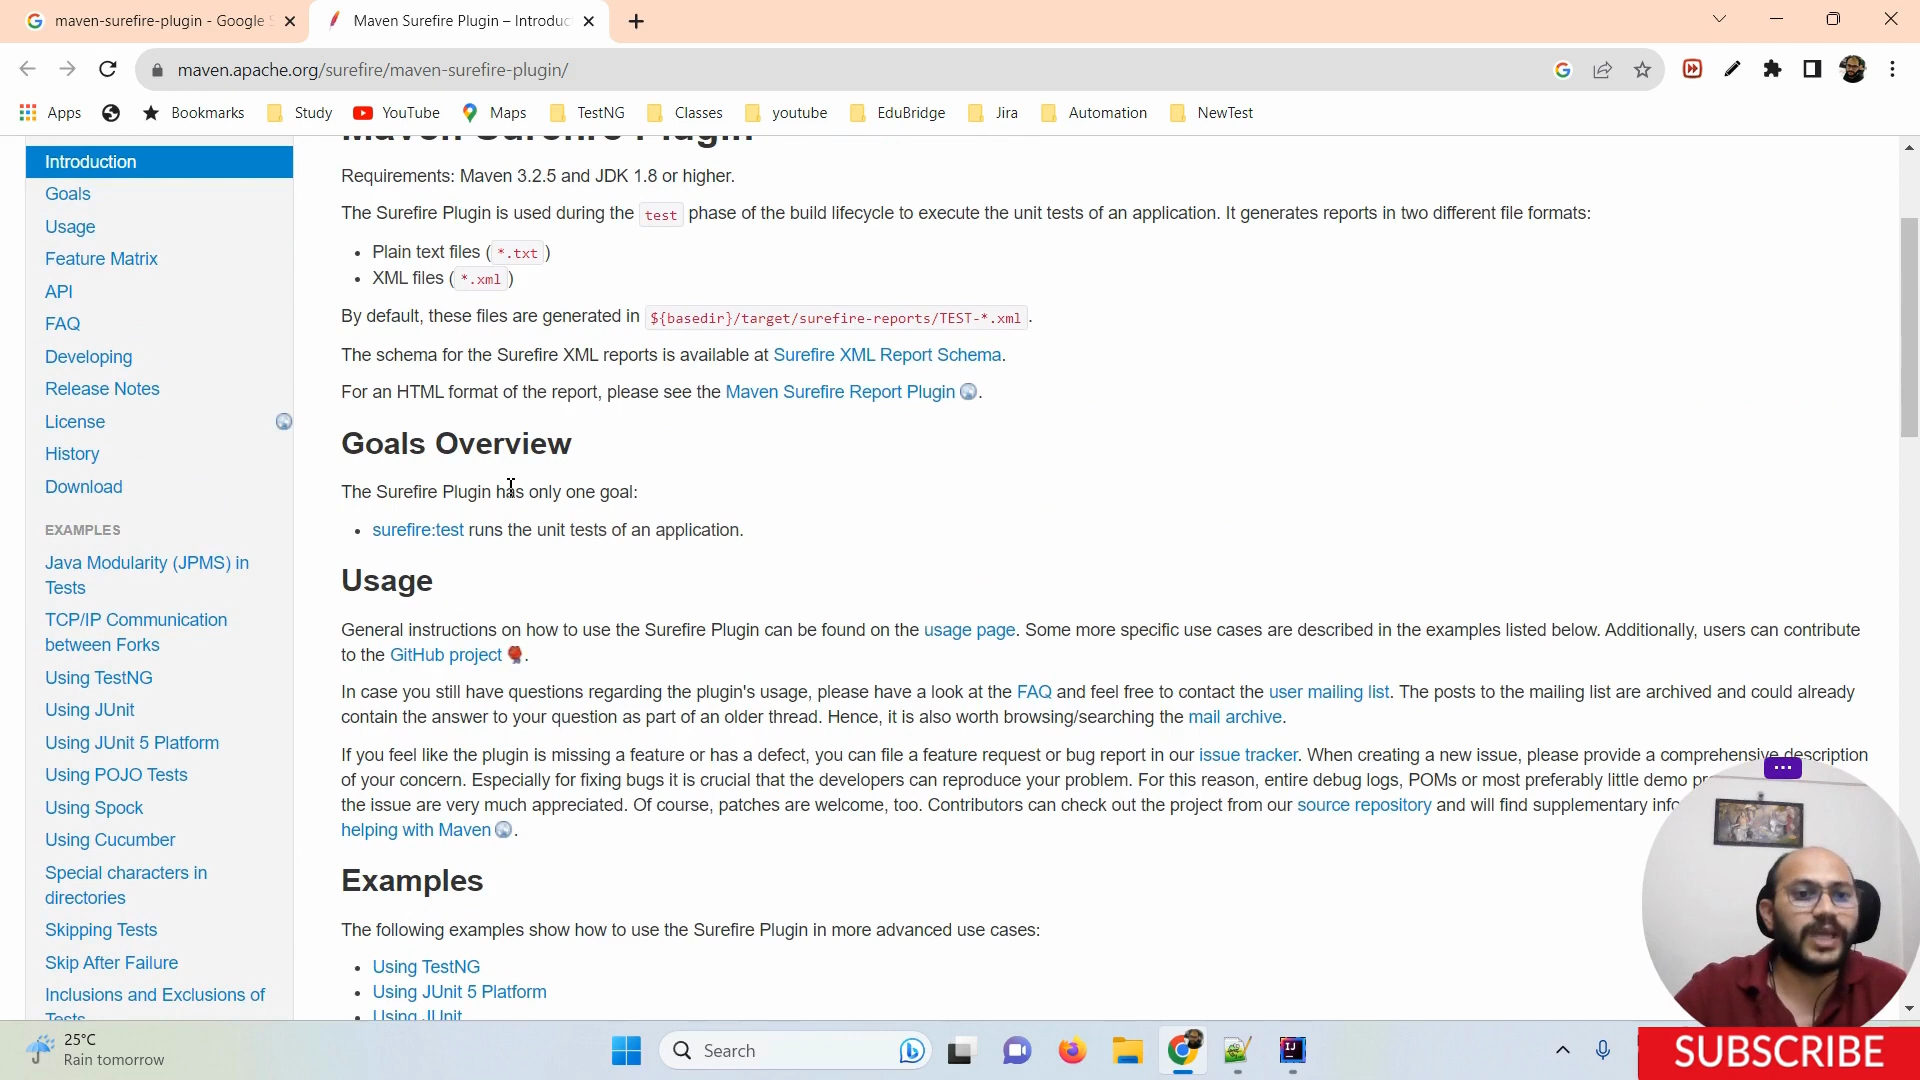 maven-surefire-plugin - Google S
Maven Surefire Plugin – Introduc
maven.apache.org/surefire/maven-surefire-plugin/
Apps
Bookmarks
Study
YouTube
Maps
TestNG
Classes
youtube
EduBridge
Jira
Automation
NewTest
Introduction
Goals
Usage
Feature Matrix
API
FAQ
Developing
Release Notes
License
History
Download
EXAMPLES
Java Modularity (JPMS) in
Tests
TCP/IP Communication
between Forks
Using TestNG
Using JUnit
Using JUnit 5 Platform
Using POJO Tests
Using Spock
Using Cucumber
Special characters in
directories
Skipping Tests
Skip After Failure
Inclusions and Exclusions of
Tests
Maven Surefire Plugin
Requirements: Maven 3.2.5 and JDK 1.8 or higher.
The Surefire Plugin is used during the test phase of the build lifecycle to execute the unit tests of an application. It generates reports in two different file formats:
• Plain text files ( *.txt )
• XML files ( *.xml )
By default, these files are generated in ${basedir}/target/surefire-reports/TEST-*.xml .
The schema for the Surefire XML reports is available at Surefire XML Report Schema.
For an HTML format of the report, please see the Maven Surefire Report Plugin .
Goals Overview
The Surefire Plugin has only one goal:
• surefire:test runs the unit tests of an application.
Usage
General instructions on how to use the Surefire Plugin can be found on the usage page. Some more specific use cases are described in the examples listed below. Additionally, users can contribute
to the GitHub project .
In case you still have questions regarding the plugin's usage, please have a look at the FAQ and feel free to contact the user mailing list. The posts to the mailing list are archived and could already
contain the answer to your question as part of an older thread. Hence, it is also worth browsing/searching the mail archive.
If you feel like the plugin is missing a feature or has a defect, you can file a feature request or bug report in our issue tracker. When creating a new issue, please provide a comprehensive description
of your concern. Especially for fixing bugs it is crucial that the developers can reproduce your problem. For this reason, entire debug logs, POMs or most preferably little demo
the issue are very much appreciated. Of course, patches are welcome, too. Contributors can check out the project from our source repository and will find supplementary
helping with Maven .
Examples
The following examples show how to use the Surefire Plugin in more advanced use cases:
• Using TestNG
• Using JUnit 5 Platform
• Using JUnit
25°C
Rain tomorrow
Search
SUBSCRIBE